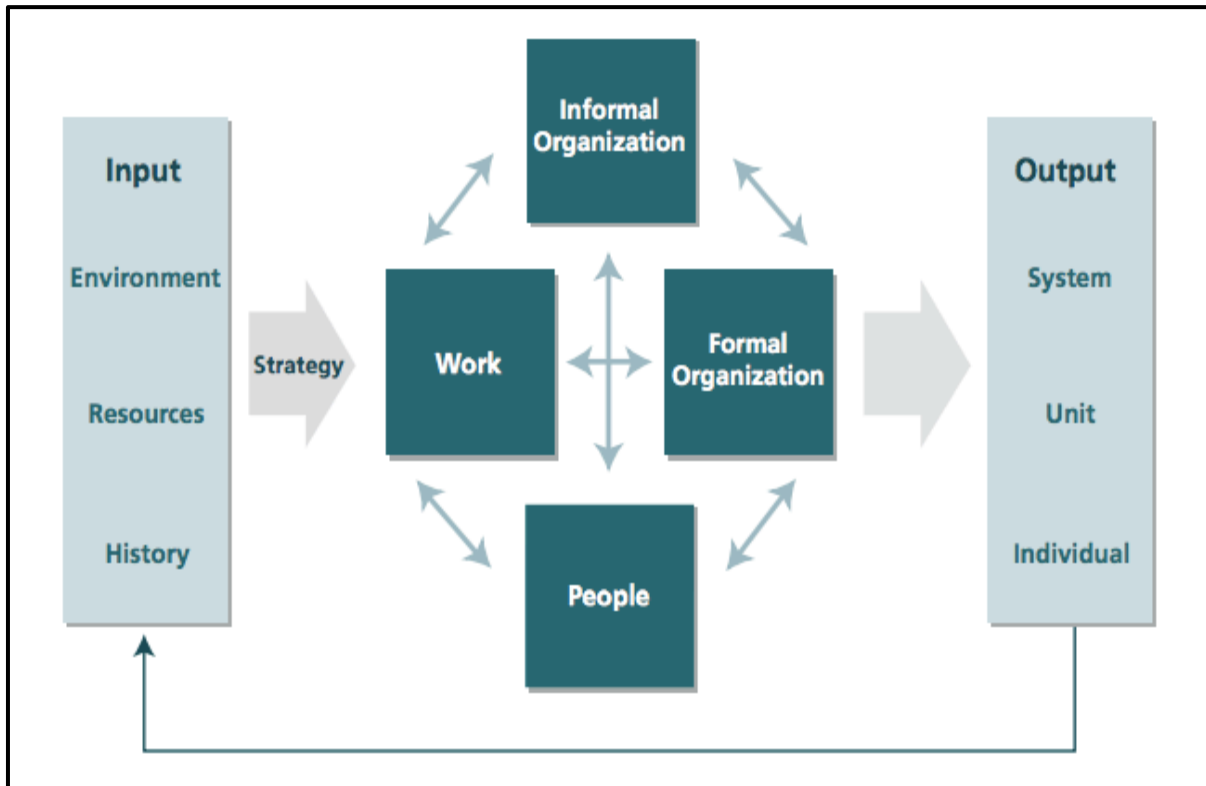 Input
Environment
Resources
History
Strategy
Informal
Organization
Work
Formal
Organization
People
Output
System
Unit
Individual